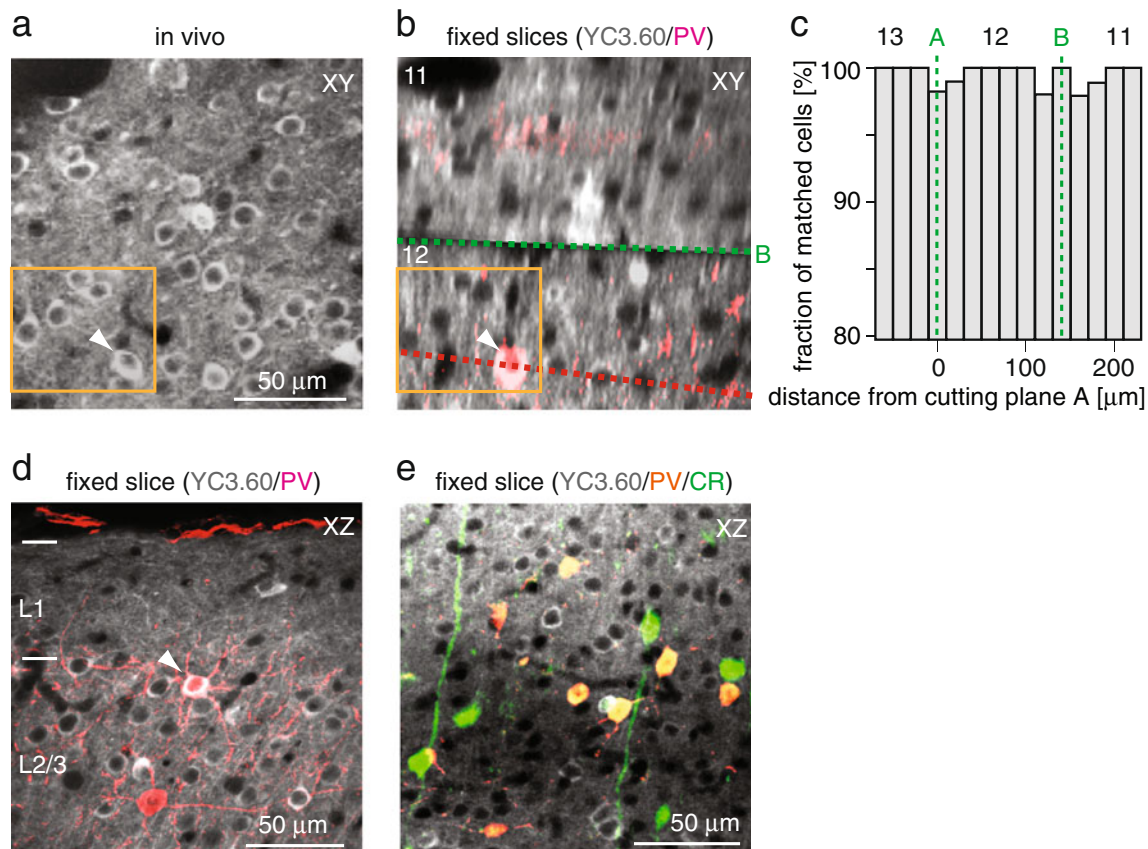 a
in vivo
XY
50 μm
b
fixed slices (YC3.60/PV)
11
XY
B
12
c
13 A 12 B 11
fraction of matched cells [%]
100
90
80
0 100 200
distance from cutting plane A [μm]
d
fixed slice (YC3.60/PV)
XZ
L1
L2/3
50 μm
e
fixed slice (YC3.60/PV/CR)
XZ
50 μm